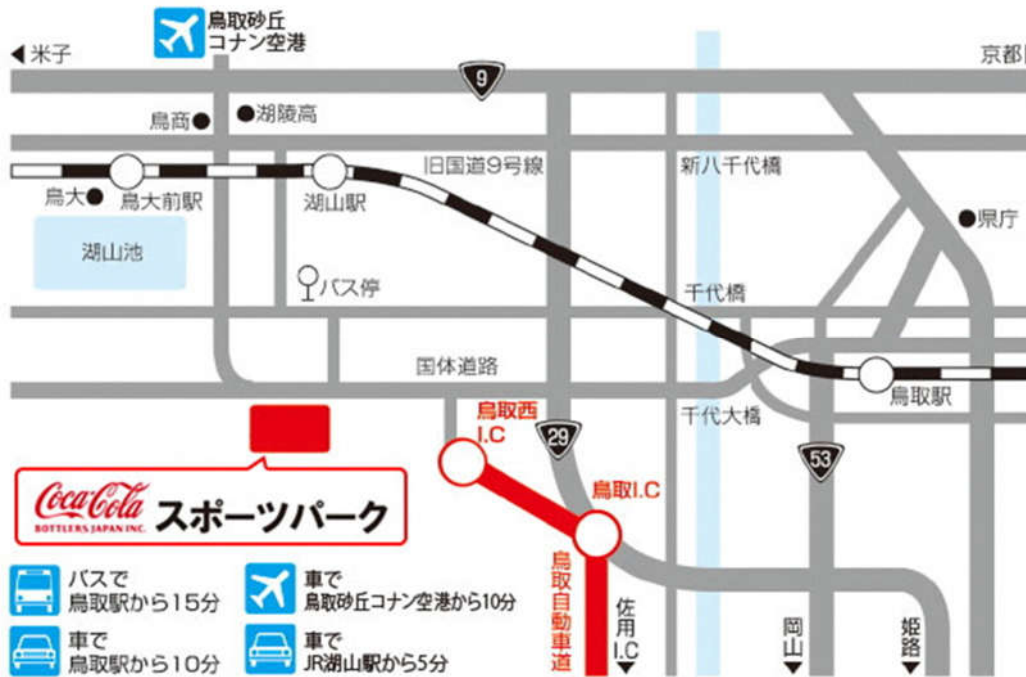 鳥取砂丘
コナン空港
◀米子
9
京都
鳥商
湖陵高
旧国道9号線
新八千代橋
鳥大
鳥大前駅
湖山駅
県庁
湖山池
バス停
千代橋
国体道路
鳥取駅
鳥取西
I.C
千代大橋
29
53
鳥取I.C
Coca-Cola
BOTTLERS JAPAN INC.
スポーツパーク
鳥取自動車道
バスで
鳥取駅から15分
車で
鳥取砂丘コナン空港から10分
車で
鳥取駅から10分
車で
JR湖山駅から5分
佐用
I.C
▼
岡山
▼
姫路
▼